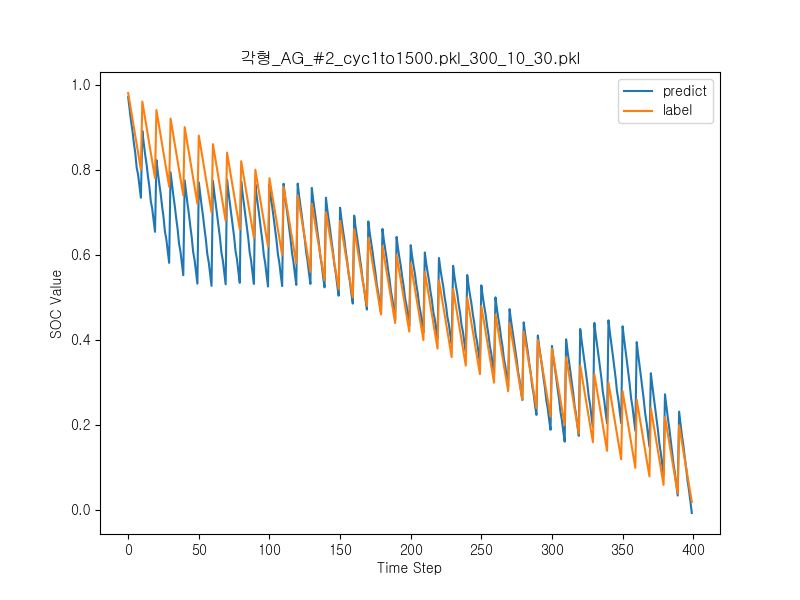 각형_AG_#2_cyc1to1500.pkl_300_10_30.pkl
predict
label
1.0
0.8
0.6
0.4
0.2
0.0
SOC Value
0 50 100 150 200 250 300 350 400
Time Step